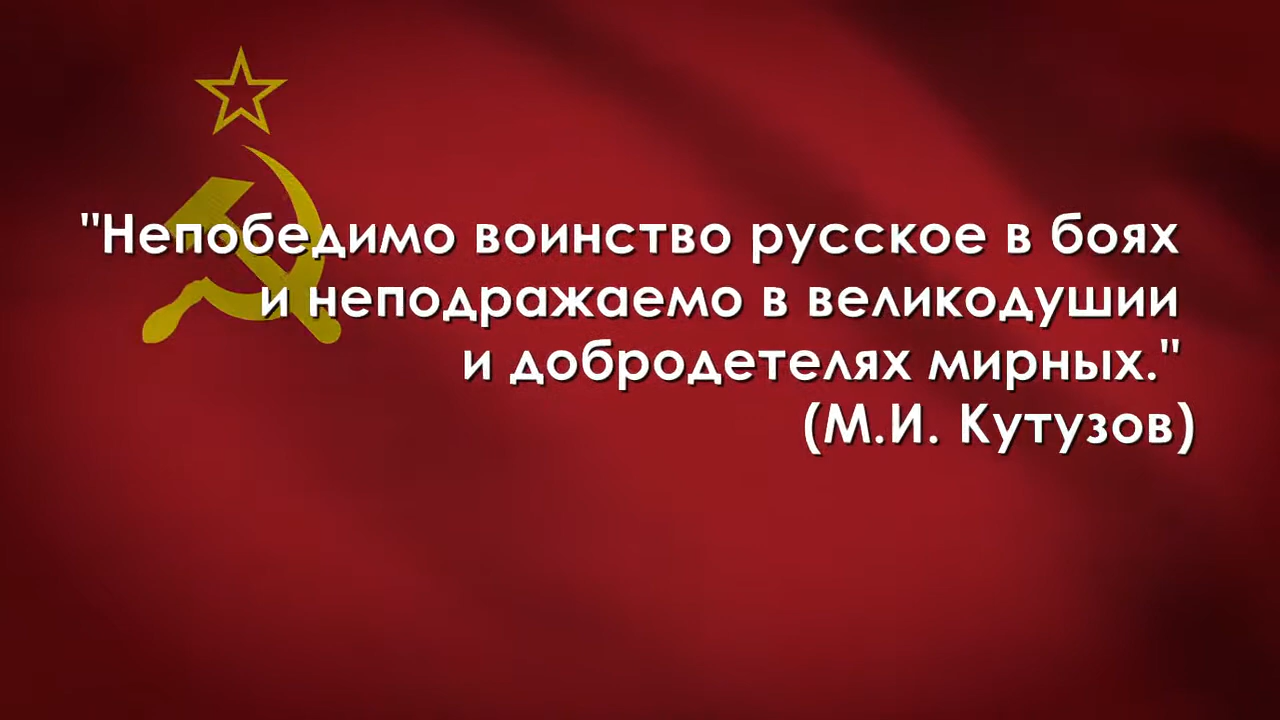 "Непобедимо воинство русское в боях
и неподражаемо в великодушии
и добродетелях мирных."
(М.И. Кутузов)